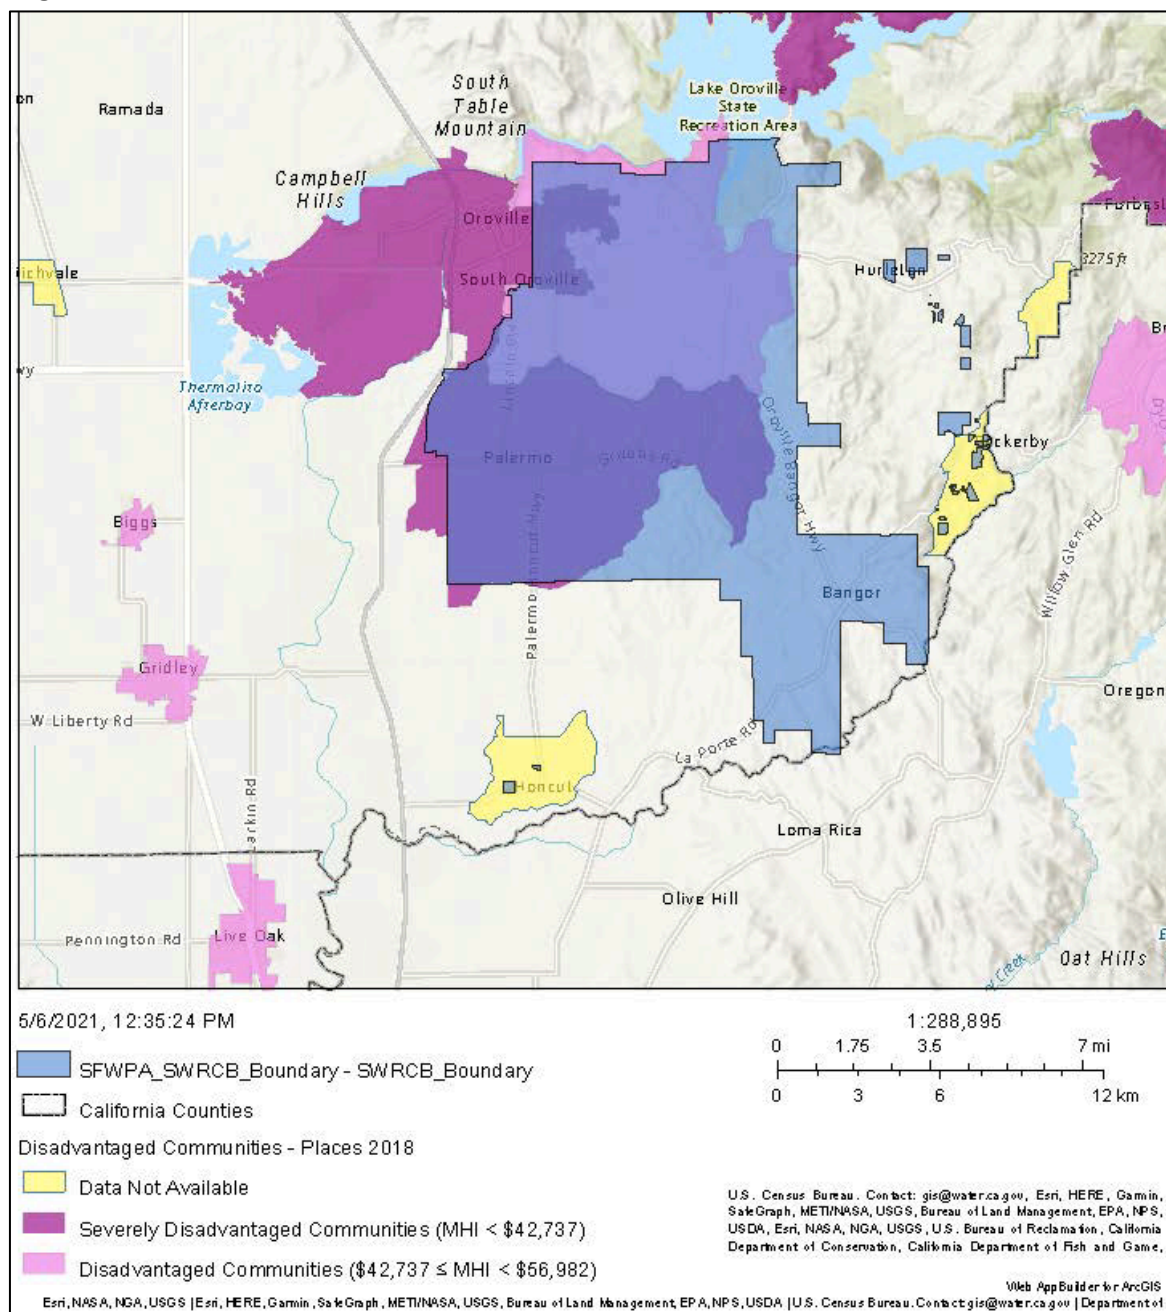 Ramada
South
Table
Mountain
Lake Oroville
State
Recreation Area
Campbell
Hills
Oroville
South Oroville
Hurleton
3275 ft
Thermalito
Afterbay
Palermo
Oroville Bangor Hwy
Palermo Honcut Hwy
Biggs
Bangor
Willow Glen Rd
Gridley
W Liberty Rd
Oregon
La Porte Rd
Larkin Rd
Honcut
Loma Rica
Olive Hill
Live Oak
Pennington Rd
Oat Hills
Creek
5/6/2021, 12:35:24 PM
1:288,895
0 1.75 3.5 7 mi
0 3 6 12 km
SFWPA_SWRCB_Boundary - SWRCB_Boundary
California Counties
Disadvantaged Communities - Places 2018
Data Not Available
Severely Disadvantaged Communities (MHI < $42,737)
Disadvantaged Communities ($42,737 ≤ MHI < $56,982)
U.S. Census Bureau. Contact: gis@water.ca.gov, Esri, HERE, Garmin,
SafeGraph, METI/NASA, USGS, Bureau of Land Management, EPA, NPS,
USDA, Esri, NASA, NGA, USGS, U.S. Bureau of Reclamation, California
Department of Conservation, California Department of Fish and Game,
Web AppBuilder for ArcGIS
Esri, NASA, NGA, USGS | Esri, HERE, Garmin, SafeGraph, METI/NASA, USGS, Bureau of Land Management, EPA, NPS, USDA | U.S. Census Bureau. Contact: gis@water.ca.gov | Department of